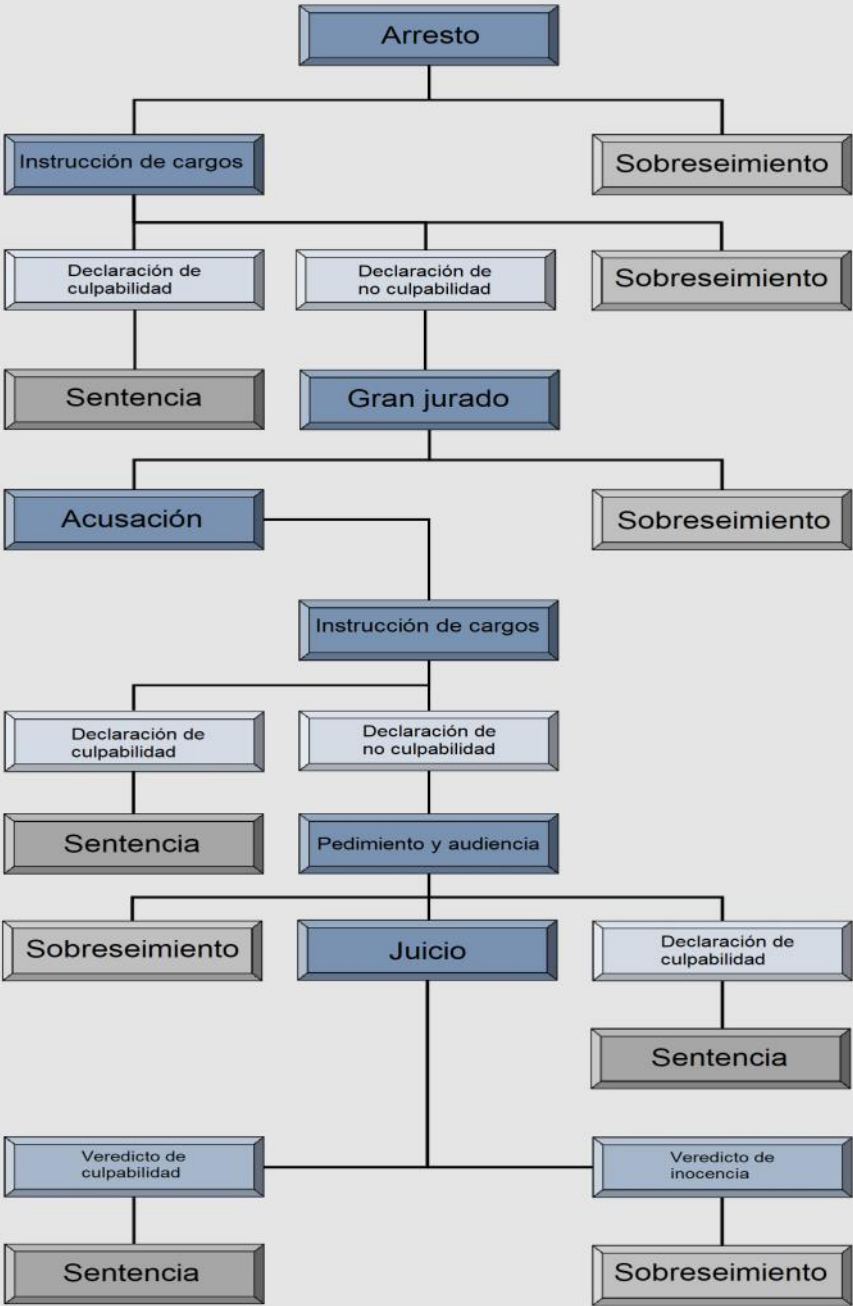 Arresto
Instrucción de cargos
Sobreseimiento
Declaración de
culpabilidad
Declaración de
no culpabilidad
Sobreseimiento
Sentencia
Gran jurado
Acusación
Sobreseimiento
Instrucción de cargos
Declaración de
culpabilidad
Declaración de
no culpabilidad
Sentencia
Pedimiento y audiencia
Sobreseimiento
Juicio
Declaración de
culpabilidad
Sentencia
Veredicto de
culpabilidad
Veredicto de
inocencia
Sentencia
Sobreseimiento